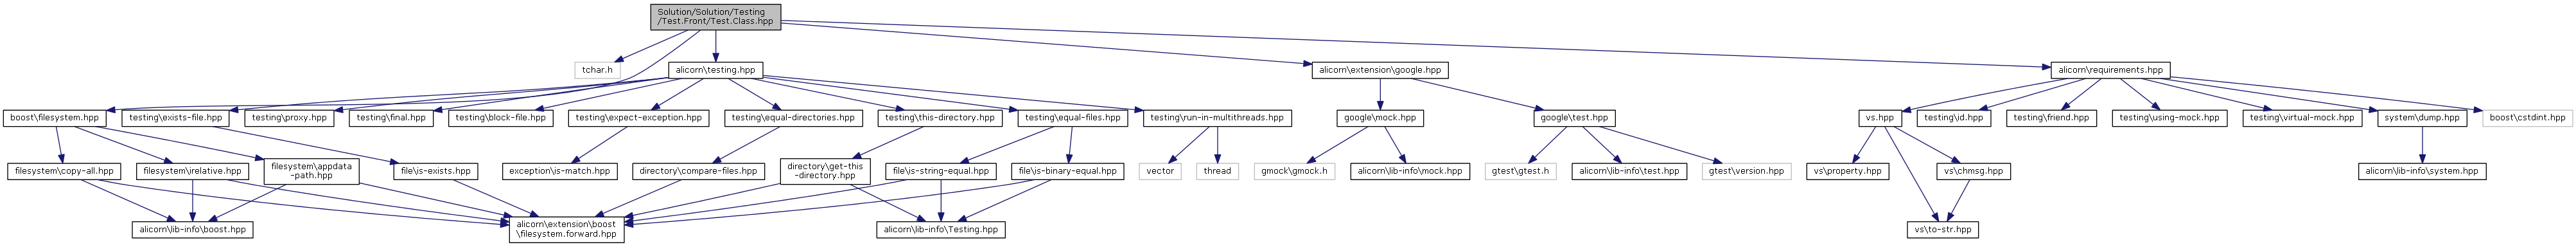 Solution/Solution/Testing
/Test.Front/Test.Class.hpp
tchar.h
alicorn\testing.hpp
alicorn\extension\google.hpp
alicorn\requirements.hpp
boost\filesystem.hpp
testing\exists-file.hpp
testing\proxy.hpp
testing\final.hpp
testing\block-file.hpp
testing\expect-exception.hpp
testing\equal-directories.hpp
testing\this-directory.hpp
testing\equal-files.hpp
testing\run-in-multithreads.hpp
google\mock.hpp
google\test.hpp
vs.hpp
testing\id.hpp
testing\friend.hpp
testing\using-mock.hpp
testing\virtual-mock.hpp
system\dump.hpp
boost\cstdint.hpp
filesystem\copy-all.hpp
filesystem\irelative.hpp
filesystem\appdata
-path.hpp
file\is-exists.hpp
exception\is-match.hpp
directory\compare-files.hpp
directory\get-this
-directory.hpp
file\is-string-equal.hpp
file\is-binary-equal.hpp
vector
thread
gmock\gmock.h
alicorn\lib-info\mock.hpp
gtest\gtest.h
alicorn\lib-info\test.hpp
gtest\version.hpp
vs\property.hpp
vs\chmsg.hpp
alicorn\lib-info\system.hpp
alicorn\lib-info\boost.hpp
alicorn\extension\boost
\filesystem.forward.hpp
alicorn\lib-info\Testing.hpp
vs\to-str.hpp